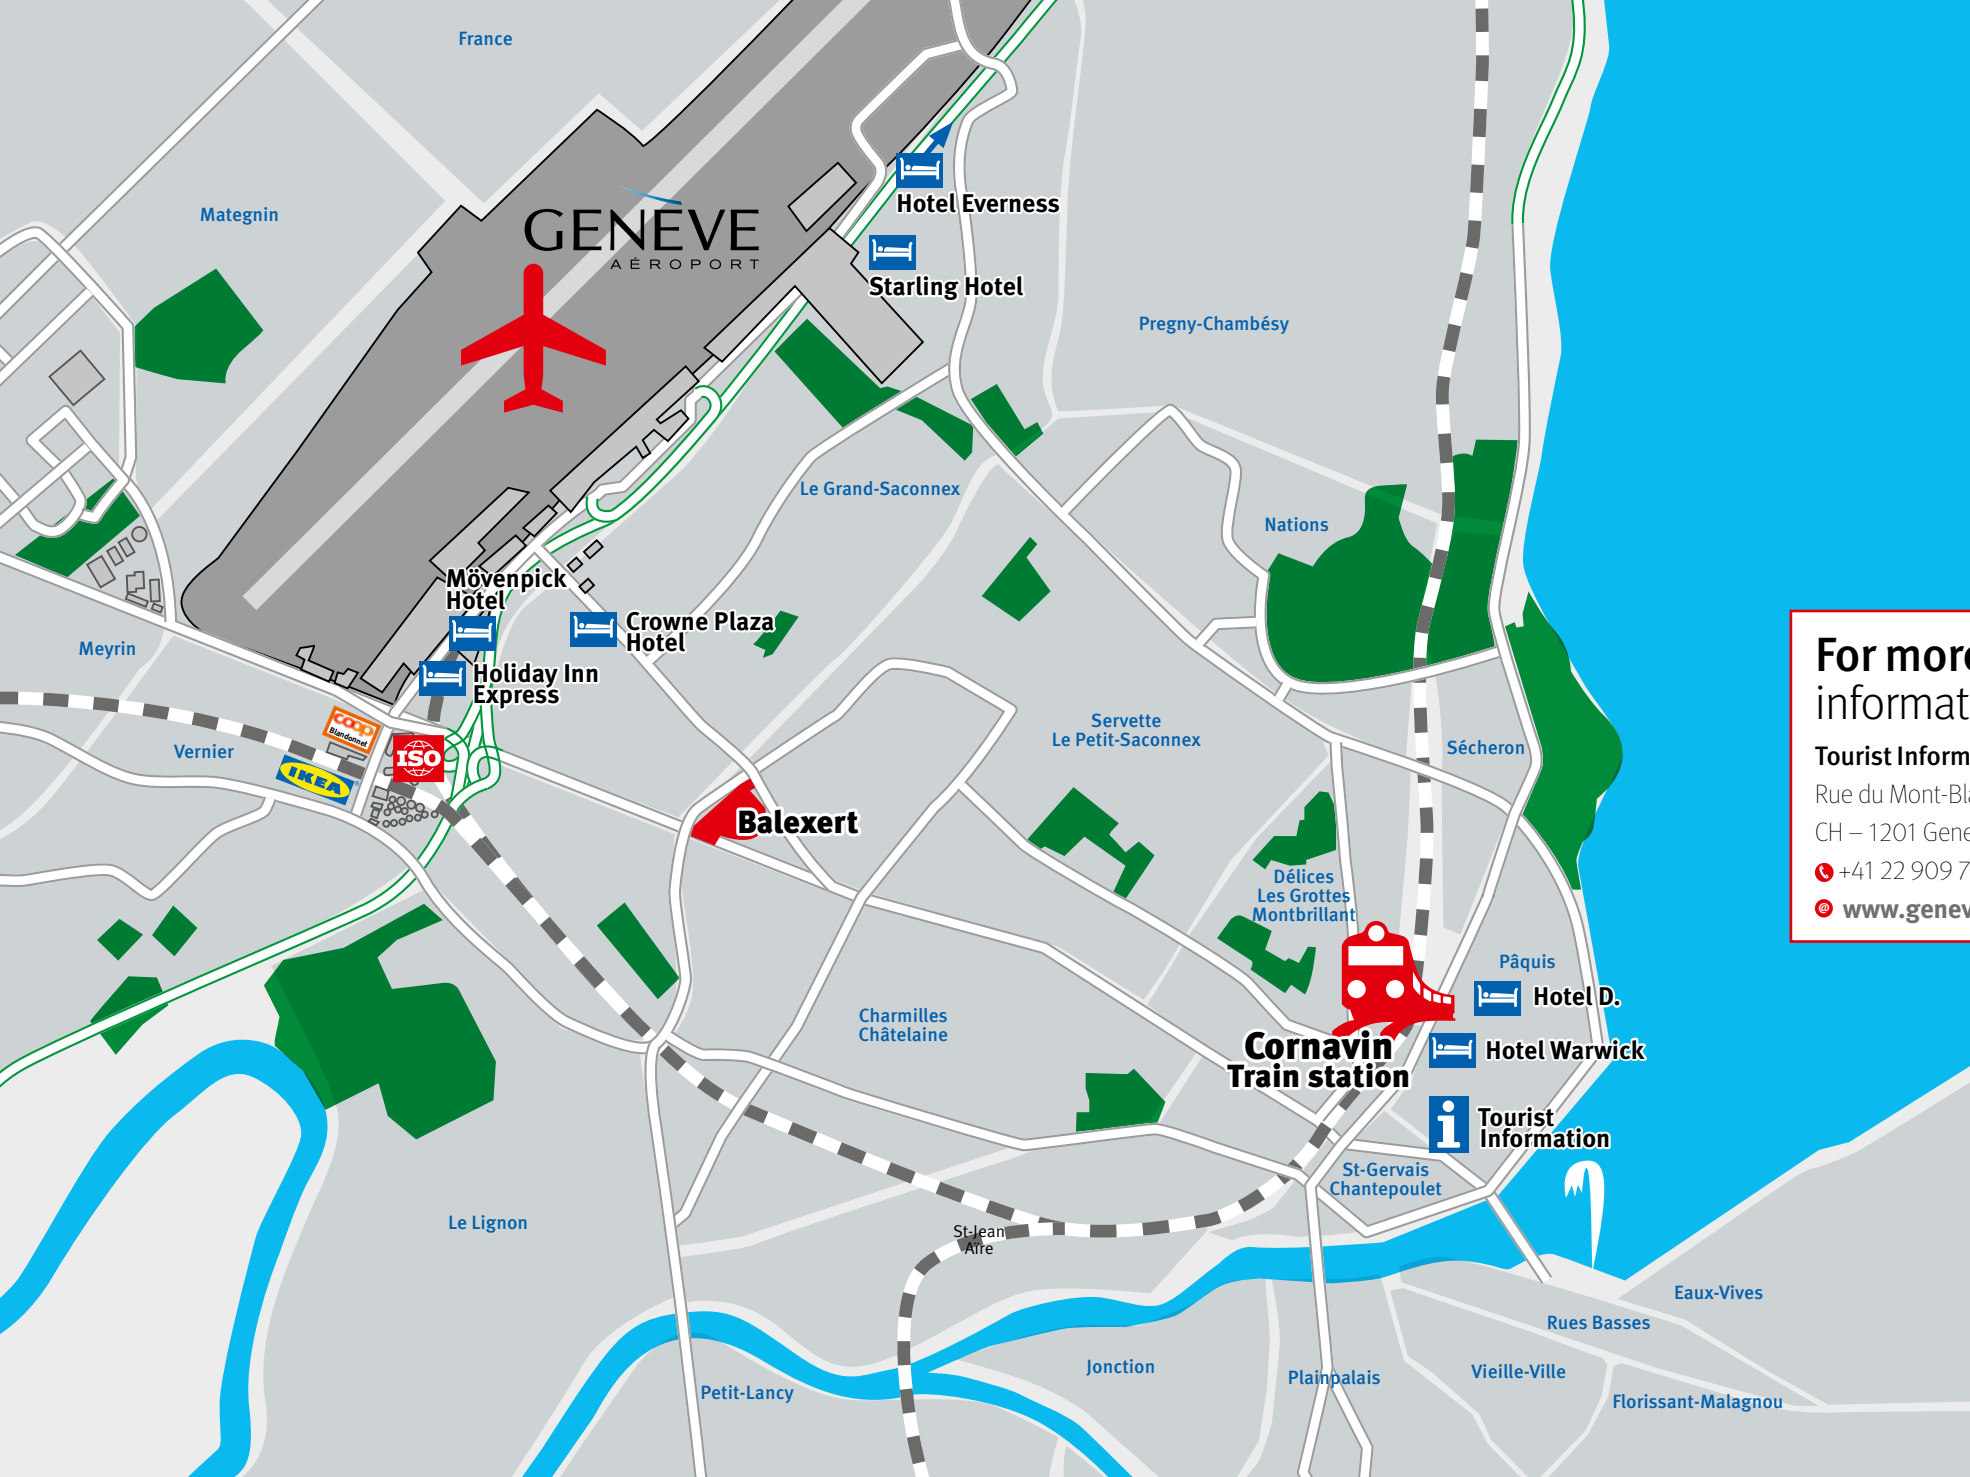 France
Mategnin
GENÈVE
AÉROPORT
Hotel Everness
Starling Hotel
Pregny-Chambésy
Le Grand-Saconnex
Nations
Mövenpick
Hotel
Crowne Plaza
Hotel
Meyrin
Holiday Inn
Express
coop
Blandonnet
ISO
Vernier
IKEA
®
Servette
Le Petit-Saconnex
Sécheron
Balexert
Délices
Les Grottes
Montbrillant
Pâquis
Hotel D.
Charmilles
Châtelaine
Cornavin
Train station
Hotel Warwick
i
Tourist
Information
St-Gervais
Chantepoulet
Le Lignon
St-Jean
Aïre
Eaux-Vives
Rues Basses
Jonction
Plainpalais
Vieille-Ville
Petit-Lancy
Florissant-Malagnou
For more
informat
Tourist Inform
Rue du Mont-Bla
CH – 1201 Gene
+41 22 909 7
@ www.genev